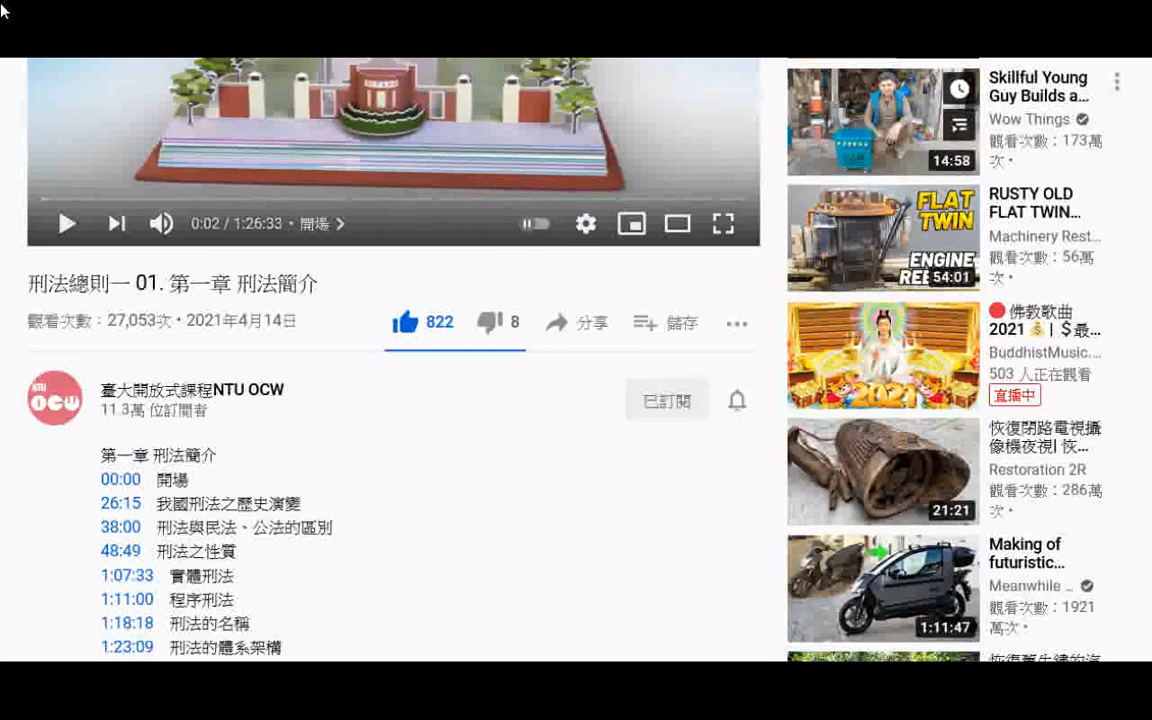 0:02 / 1:26:33 • 開場
刑法總則一 01. 第一章 刑法簡介
觀看次數：27,053次 • 2021年4月14日
822
8
分享
儲存
NTU OCW
臺大開放式課程NTU OCW
11.3萬 位訂閱者
已訂閱
第一章 刑法簡介
00:00 開場
26:15 我國刑法之歷史演變
38:00 刑法與民法、公法的區別
48:49 刑法之性質
1:07:33 實體刑法
1:11:00 程序刑法
1:18:18 刑法的名稱
1:23:09 刑法的體系架構
14:58
Skillful Young
Guy Builds a...
Wow Things
觀看次數：173萬
次•
FLAT
TWIN
ENGINE
54:01
RUSTY OLD
FLAT TWIN...
Machinery Rest...
觀看次數：56萬
次•
2021
佛教歌曲
2021 💰 | $最...
BuddhistMusic....
503 人正在觀看
直播中
21:21
恢復閉路電視攝
像機夜視| 恢...
Restoration 2R
觀看次數：286萬
次•
1:11:47
Making of
futuristic...
Meanwhile ...
觀看次數：1921
萬次•